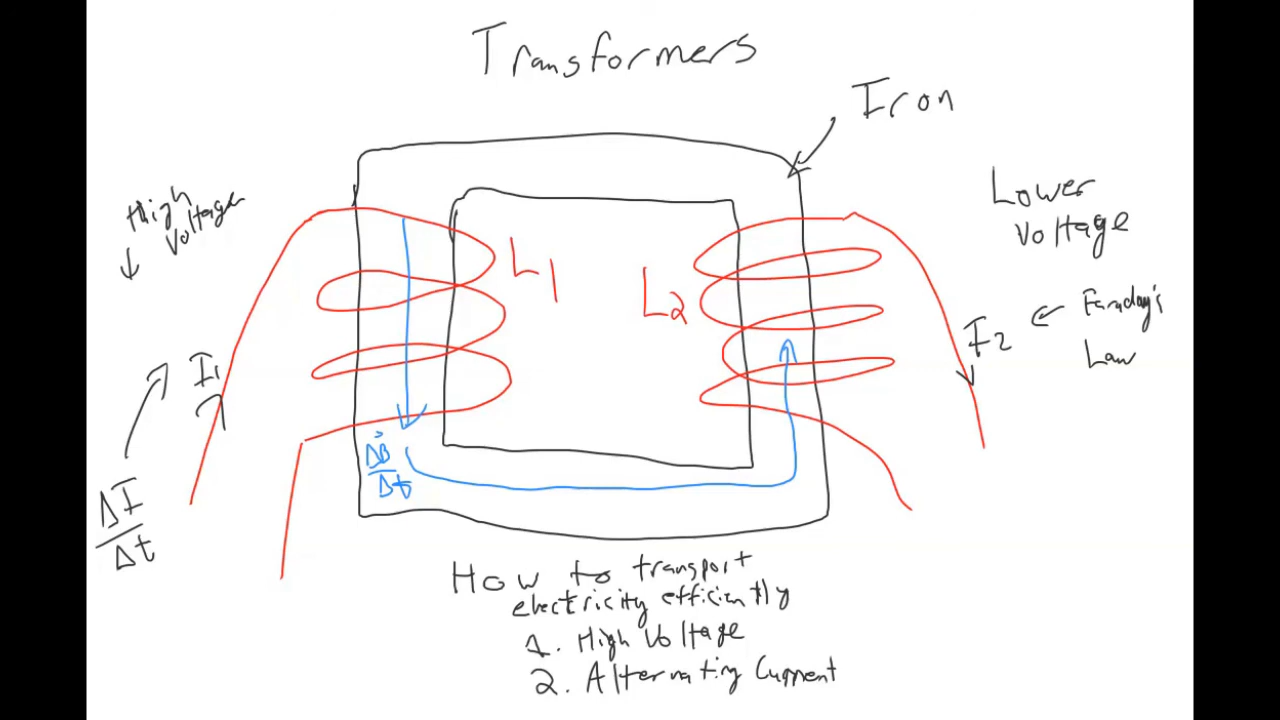 Transformers
Iron
High
Voltage
↓
Lower
Voltage
L1
L2
I1
I2
← Faraday's
Law
ΔI
Δt
ΔB
Δt
How to transport
electricity efficiently
1. High Voltage
2. Alternating Current